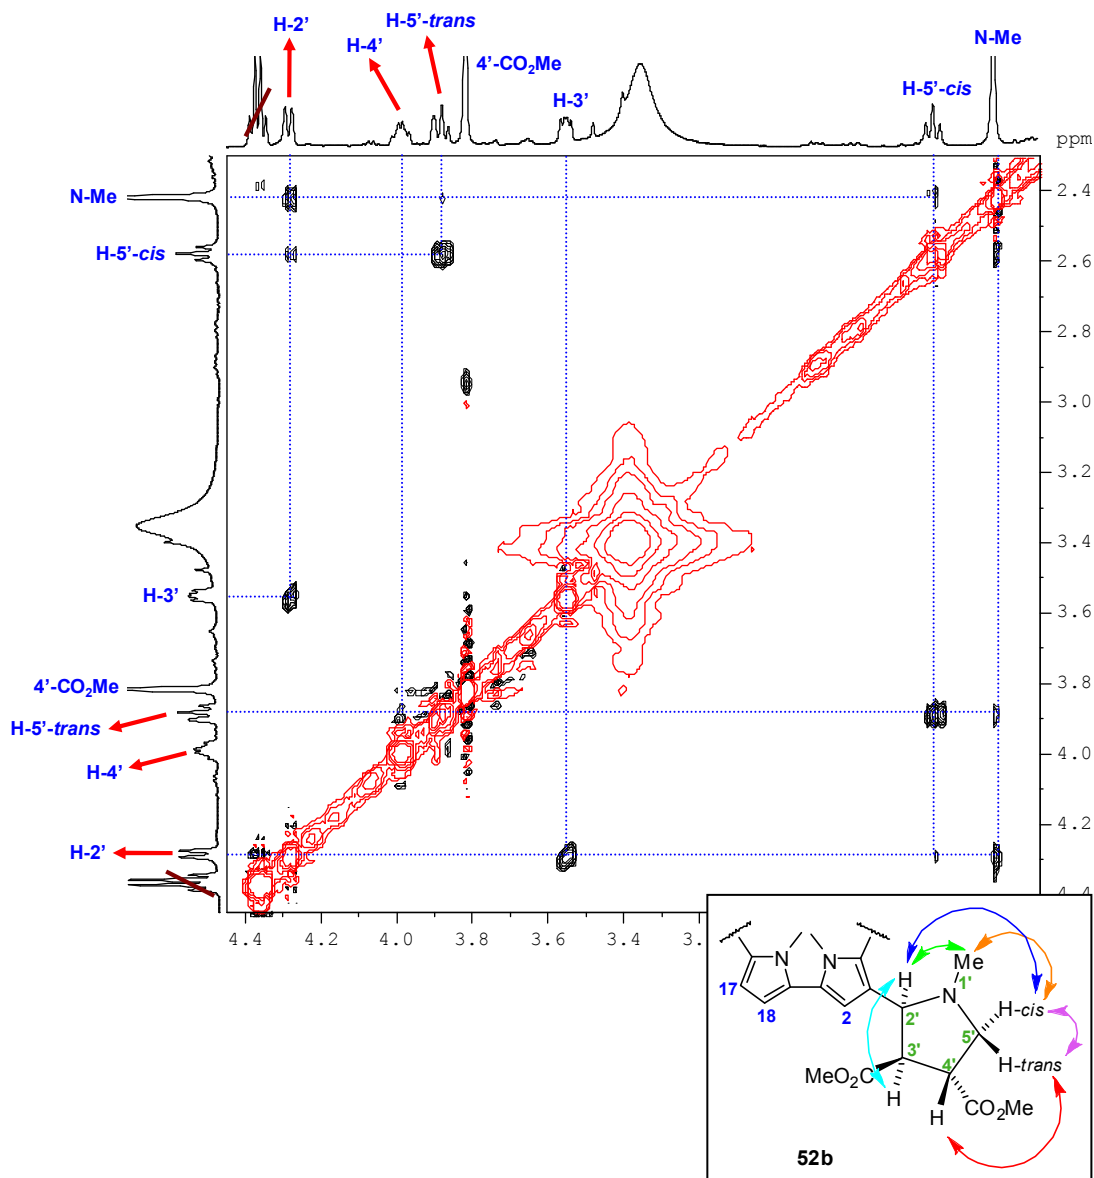 H-2’
H-5’-trans
H-4’
4’-CO2Me
H-3’
H-5’-cis
N-Me
ppm
N-Me
H-5’-cis
H-3’
4’-CO2Me
H-5’-trans
H-4’
H-2’
2.4
2.6
2.8
3.0
3.2
3.4
3.6
3.8
4.0
4.2
4.4
4.4
4.2
4.0
3.8
3.6
3.4
N
N
17
18
2
H
Me
1'
N
2'
H-cis
5'
3'
4'
H-trans
MeO2C
H
H
CO2Me
52b